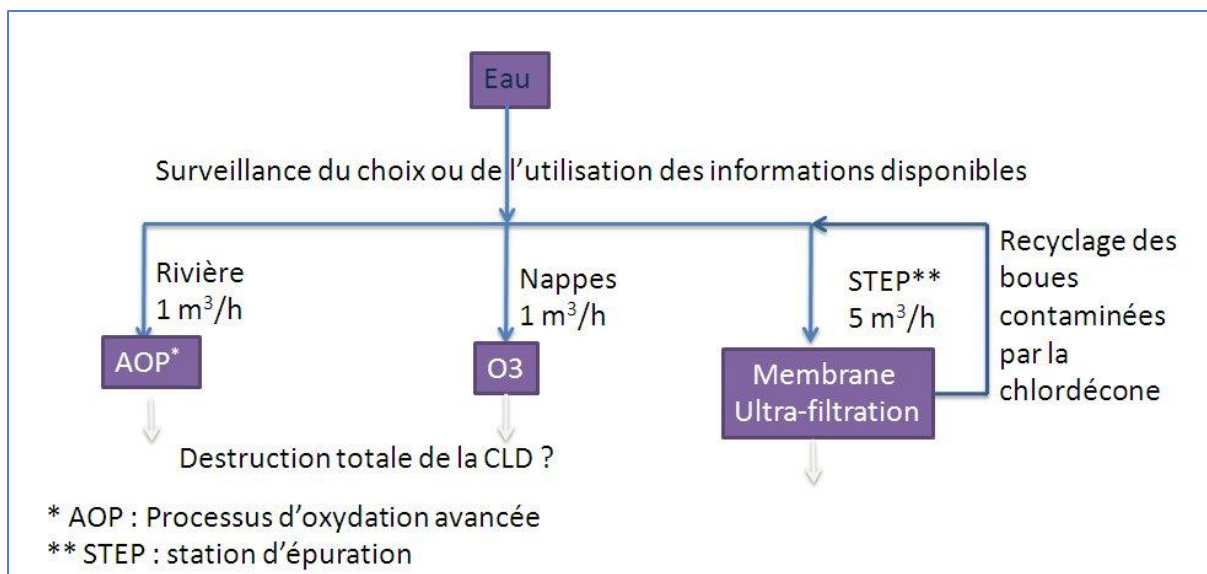 Eau
Surveillance du choix ou de l'utilisation des informations disponibles
Rivière
1 m³/h
Nappes
1 m³/h
STEP**
5 m³/h
Recyclage des
boues
contaminées
par la
chlordécone
AOP*
O3
Membrane
Ultra-filtration
Destruction totale de la CLD ?
* AOP : Processus d'oxydation avancée
** STEP : station d'épuration